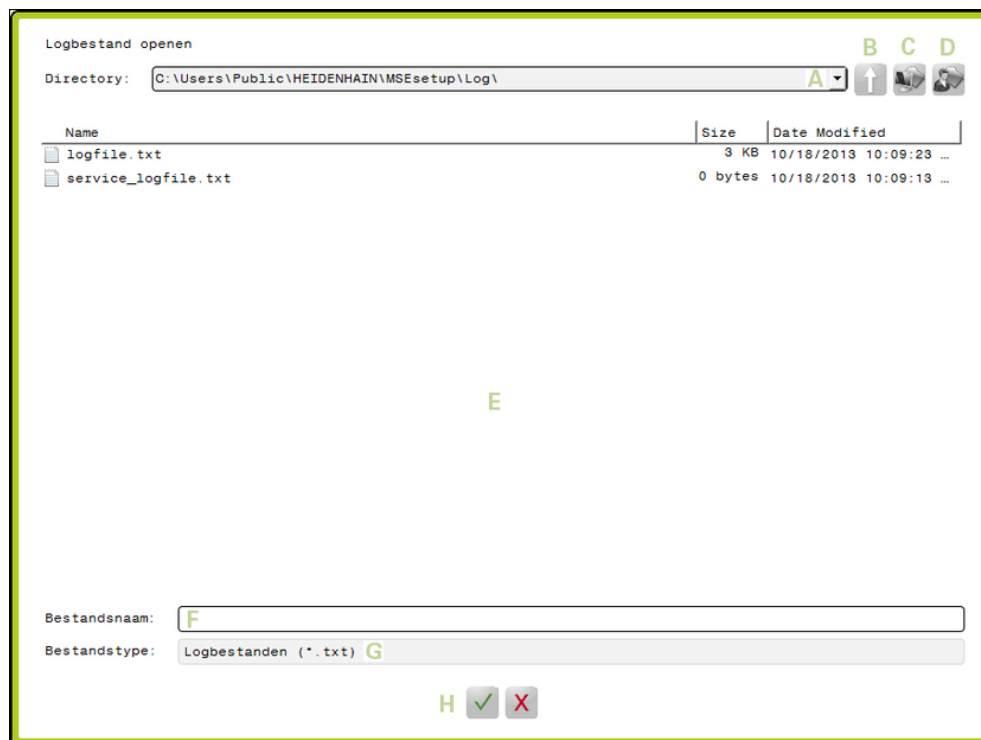 Logbestand openen
B C D
Directory: C:\Users\Public\HEIDENHAIN\MSEsetup\Log\ A
Name Size Date Modified
logfile.txt 3 KB 10/18/2013 10:09:23 …
service_logfile.txt 0 bytes 10/18/2013 10:09:13 …
E
Bestandsnaam: F
Bestandstype: Logbestanden (*.txt) G
H